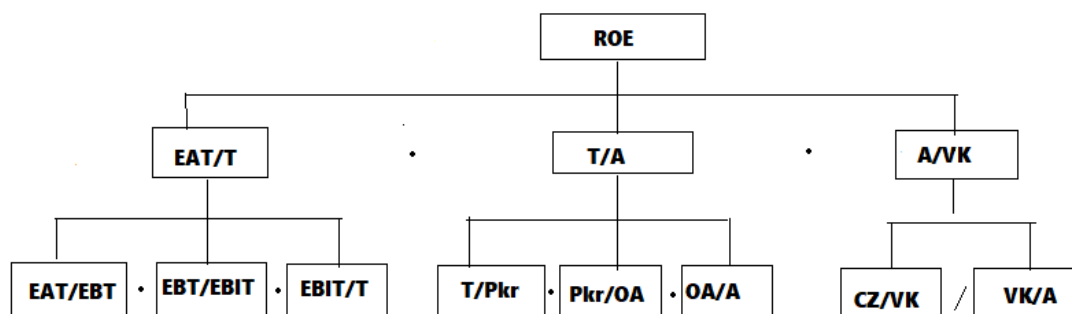 ROE
EAT/T • T/A • A/VK
EAT/EBT • EBT/EBIT • EBIT/T T/Pkr • Pkr/OA • OA/A CZ/VK / VK/A